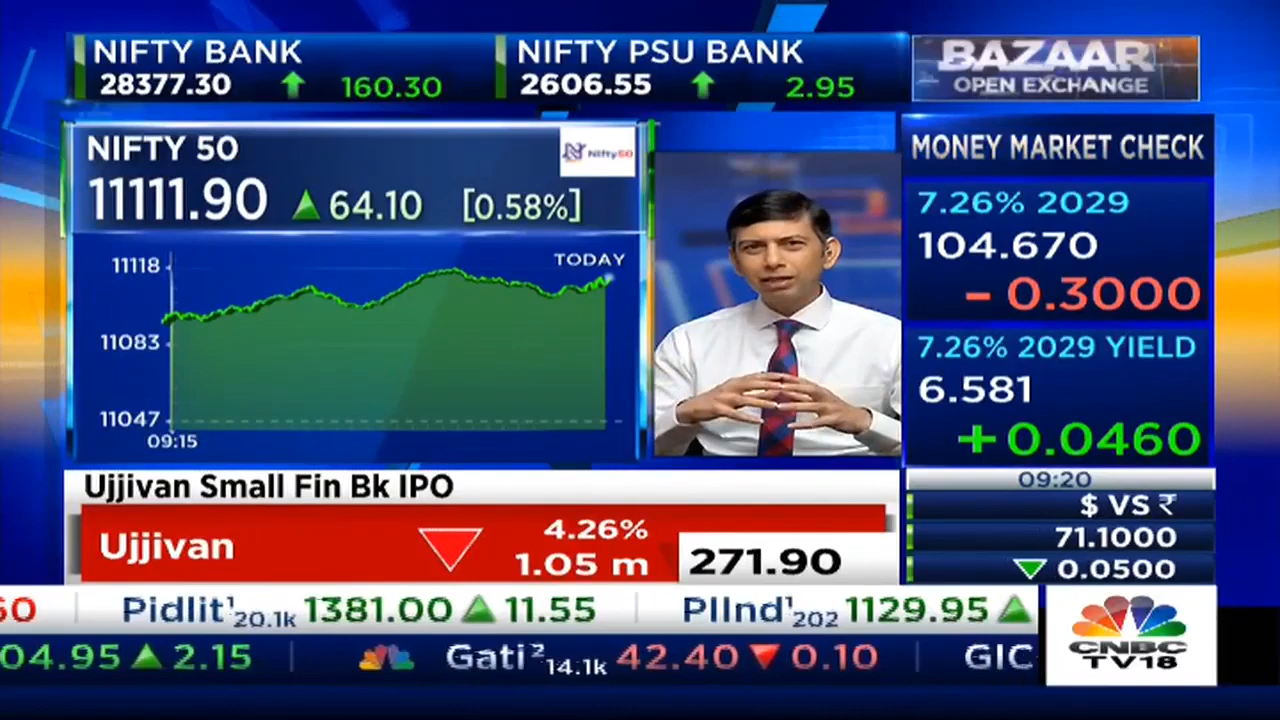 NIFTY BANK
28377.30 160.30
NIFTY PSU BANK
2606.55 2.95
BAZAAR
OPEN EXCHANGE
NIFTY 50
Nifty50
11111.90 64.10 [0.58%]
TODAY
11118
11083
11047
09:15
MONEY MARKET CHECK
7.26% 2029
104.670
- 0.3000
7.26% 2029 YIELD
6.581
+0.0460
09:20
$ VS ₹
71.1000
0.0500
Ujjivan Small Fin Bk IPO
Ujjivan 4.26%
1.05 m 271.90
Pidlit¹ 20.1k 1381.00 11.55 PIInd¹ 202 1129.95
04.95 2.15 Gati² 14.1k 42.40 0.10 GIC
CNBC
TV18